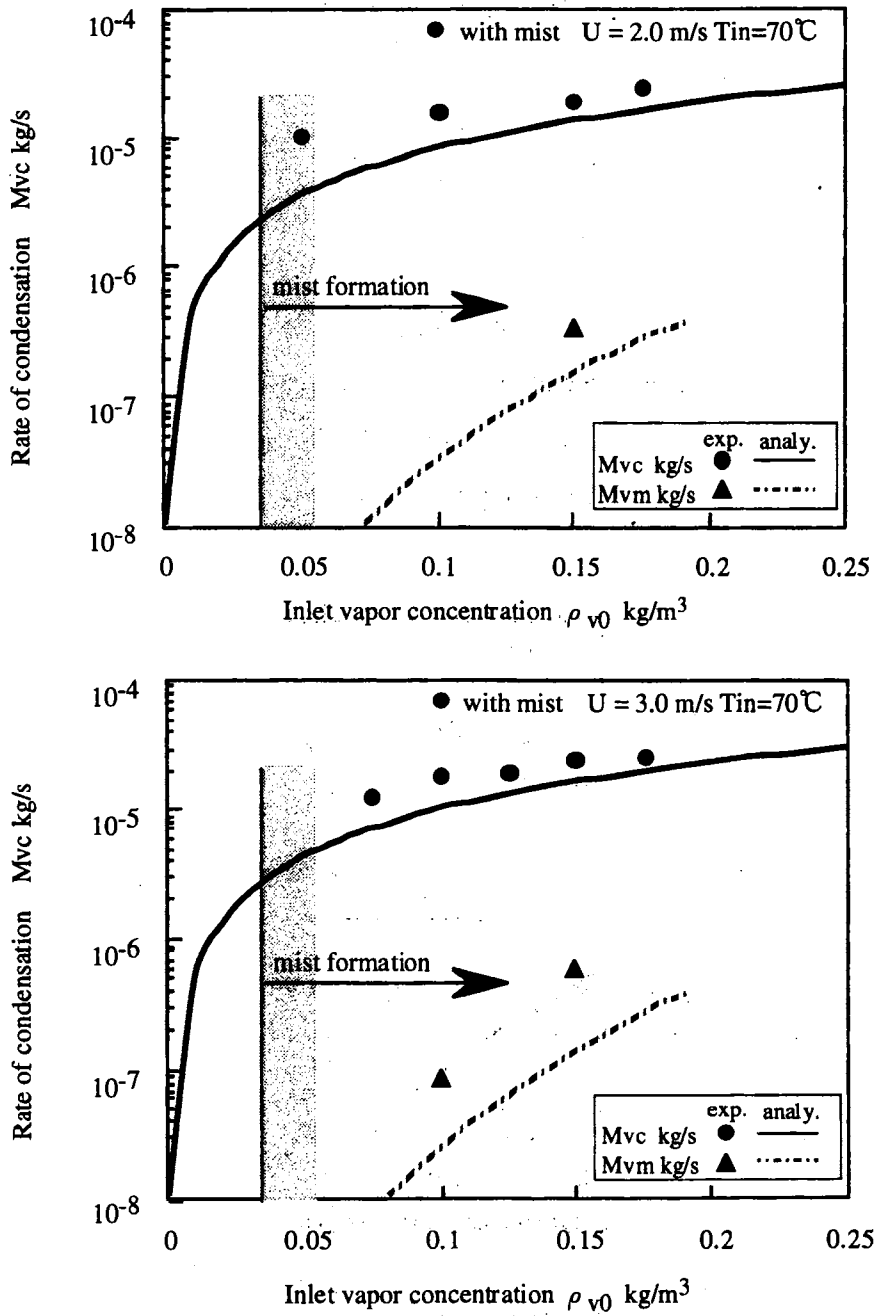 10-4
● with mist U = 2.0 m/s Tin=70℃
10-5
10-6
mist formation
10-7
10-8
Rate of condensation Mvc kg/s
exp. analy.
Mvc kg/s
Mvm kg/s
0 0.05 0.1 0.15 0.2 0.25
Inlet vapor concentration ρv0 kg/m3
10-4
● with mist U = 3.0 m/s Tin=70℃
10-5
10-6
mist formation
10-7
10-8
Rate of condensation Mvc kg/s
exp. analy.
Mvc kg/s
Mvm kg/s
0 0.05 0.1 0.15 0.2 0.25
Inlet vapor concentration ρv0 kg/m3